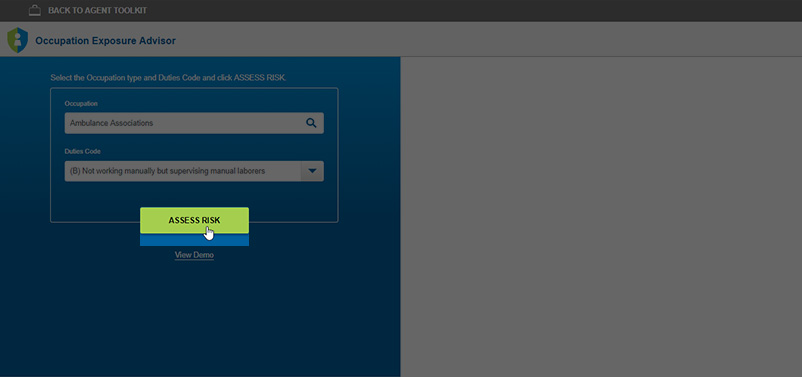 BACK TO AGENT TOOLKIT
Occupation Exposure Advisor
Select the Occupation type and Duties Code and click ASSESS RISK.
Occupation
Ambulance Associations
Duties Code
(B) Not working manually but supervising manual laborers
ASSESS RISK
View Demo